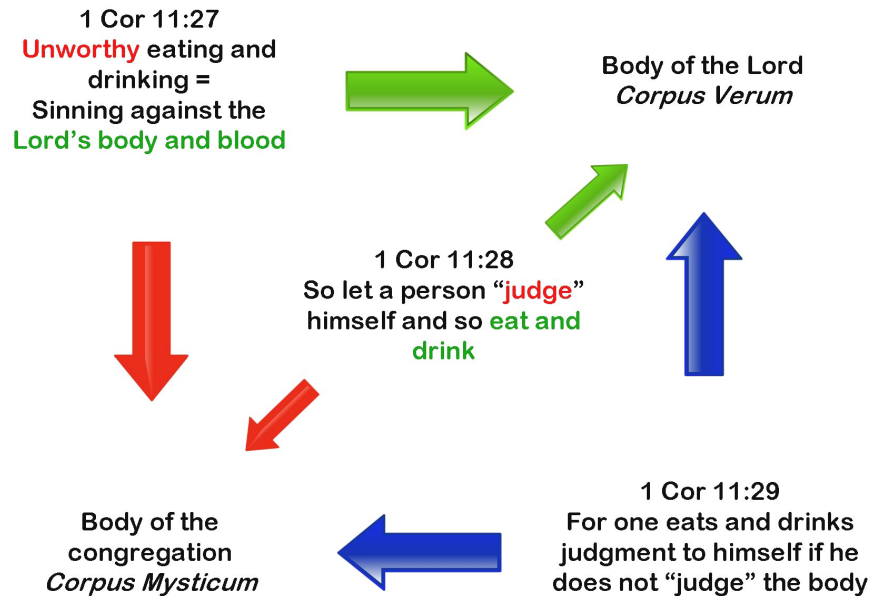 1 Cor 11:27
Unworthy eating and
drinking =
Sinning against the
Lord’s body and blood
Body of the Lord
Corpus Verum
1 Cor 11:28
So let a person “judge”
himself and so eat and
drink
Body of the
congregation
Corpus Mysticum
1 Cor 11:29
For one eats and drinks
judgment to himself if he
does not “judge” the body